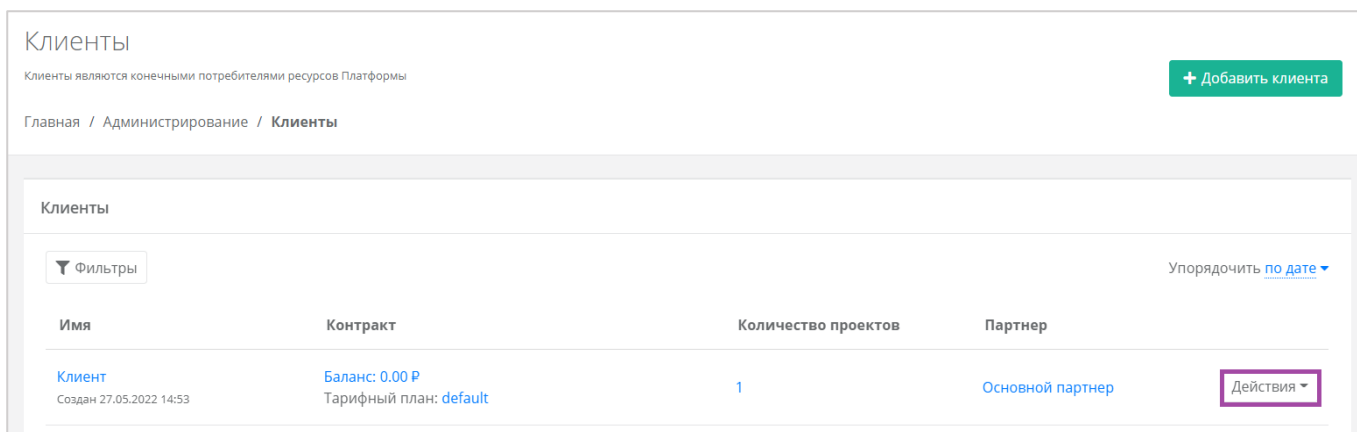 Клиенты
Клиенты являются конечными потребителями ресурсов Платформы
+ Добавить клиента
Главная / Администрирование / Клиенты
Клиенты
Фильтры
Упорядочить по дате
Имя Контракт Количество проектов Партнер
Клиент Баланс: 0.00 ₽ 1 Основной партнер Действия
Создан 27.05.2022 14:53 Тарифный план: default